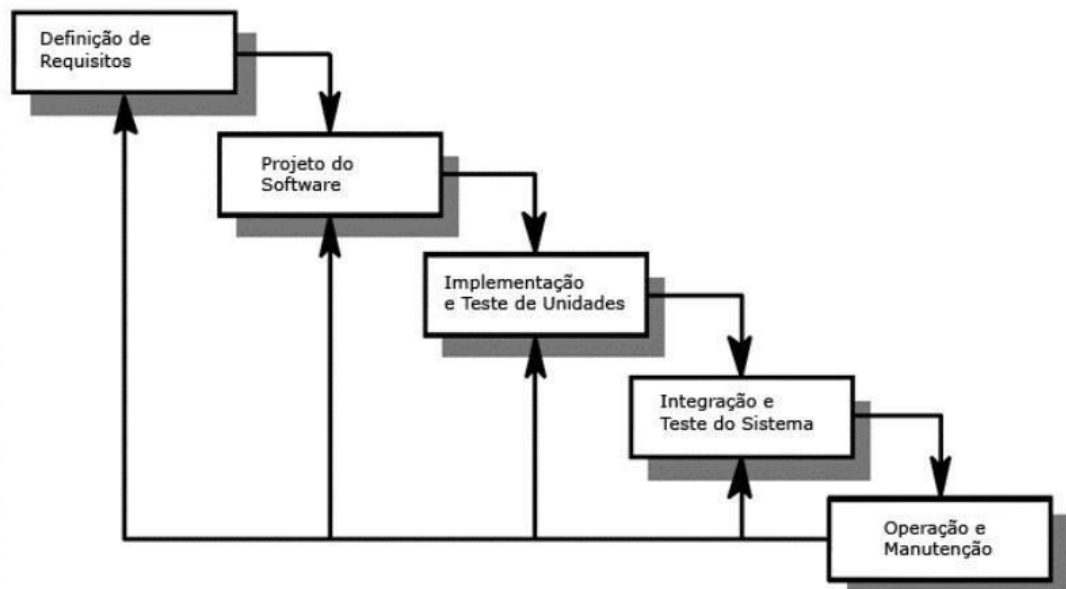 Definição de
Requisitos
Projeto do
Software
Implementação
e Teste de Unidades
Integração e
Teste do Sistema
Operação e
Manutenção